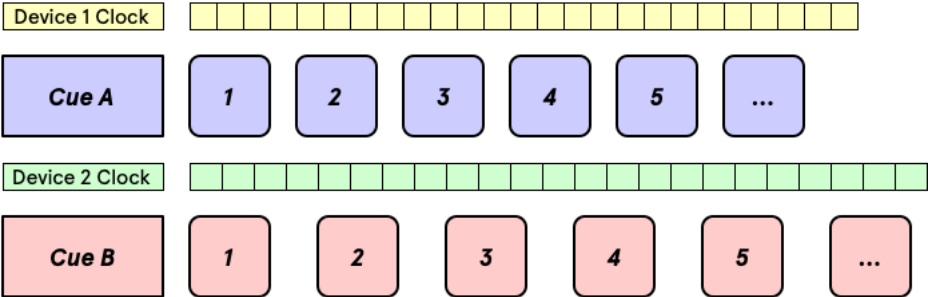 Device 1 Clock
Cue A 1 2 3 4 5 ...
Device 2 Clock
Cue B 1 2 3 4 5 ...